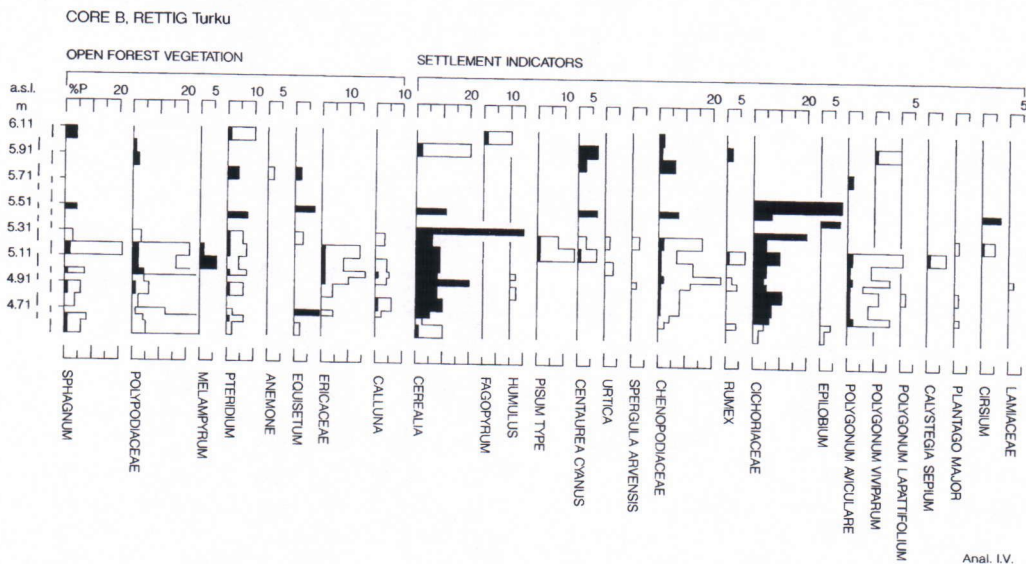 CORE B, RETTIG Turku
OPEN FOREST VEGETATION
SETTLEMENT INDICATORS
a.s.l.
m
%P 20 20 5 10 5 10 10 20 10 10 5 20 5 20 5 5 5
6.11
5.91
5.71
5.51
5.31
5.11
4.91
4.71
SPHAGNUM
POLYPODIACEAE
MELAMPYRUM
PTERIDIUM
ANEMONE
EQUISETUM
ERICACEAE
CALLUNA
CEREALIA
FAGOPYRUM
HUMULUS
PISUM TYPE
CENTAUREA CYANUS
URTICA
SPERGULA ARVENSIS
CHENOPODIACEAE
RUMEX
CICHORIACEAE
EPILOBIUM
POLYGONUM AVICULARE
POLYGONUM VIVIPARUM
POLYGONUM LAPATTIFOLIUM
CALYSTEGIA SEPIUM
PLANTAGO MAJOR
CIRSIUM
LAMIACEAE
Anal. I.V.